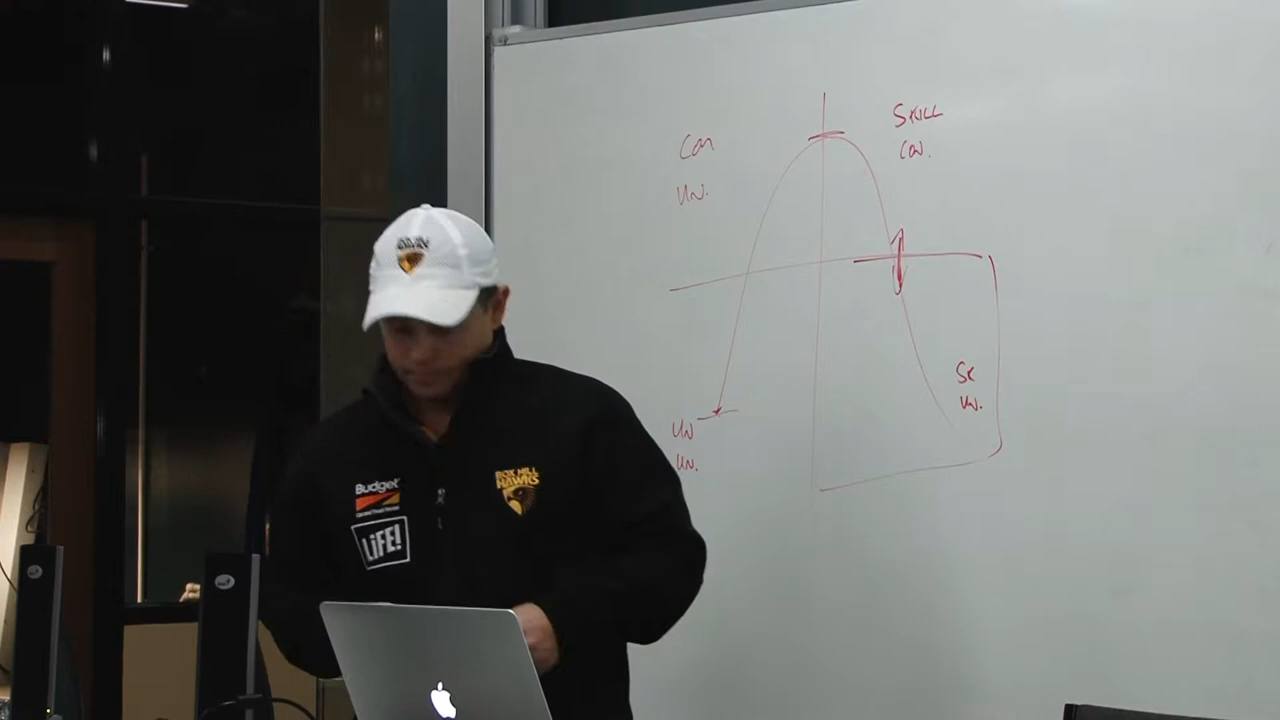 SKILL
CON.
Con
UN.
SK
UN.
UN
UN.
Budget
LiFE!
BOX HILL
HAWKS